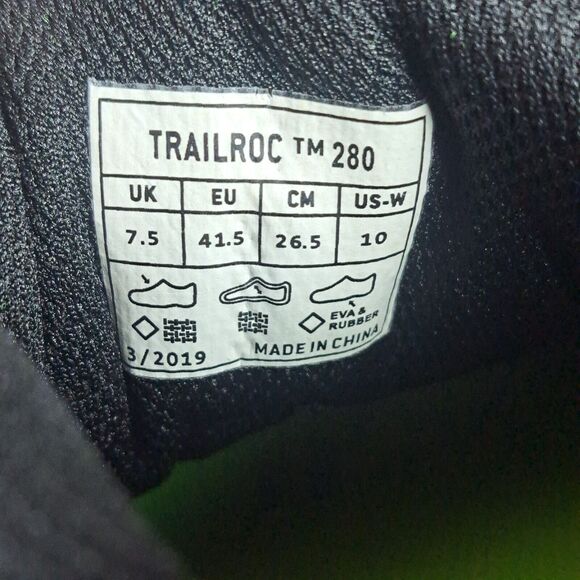 TRAILROC ™ 280
UK EU CM US-W
7.5 41.5 26.5 10
EVA &
RUBBER
3/2019 MADE IN CHINA